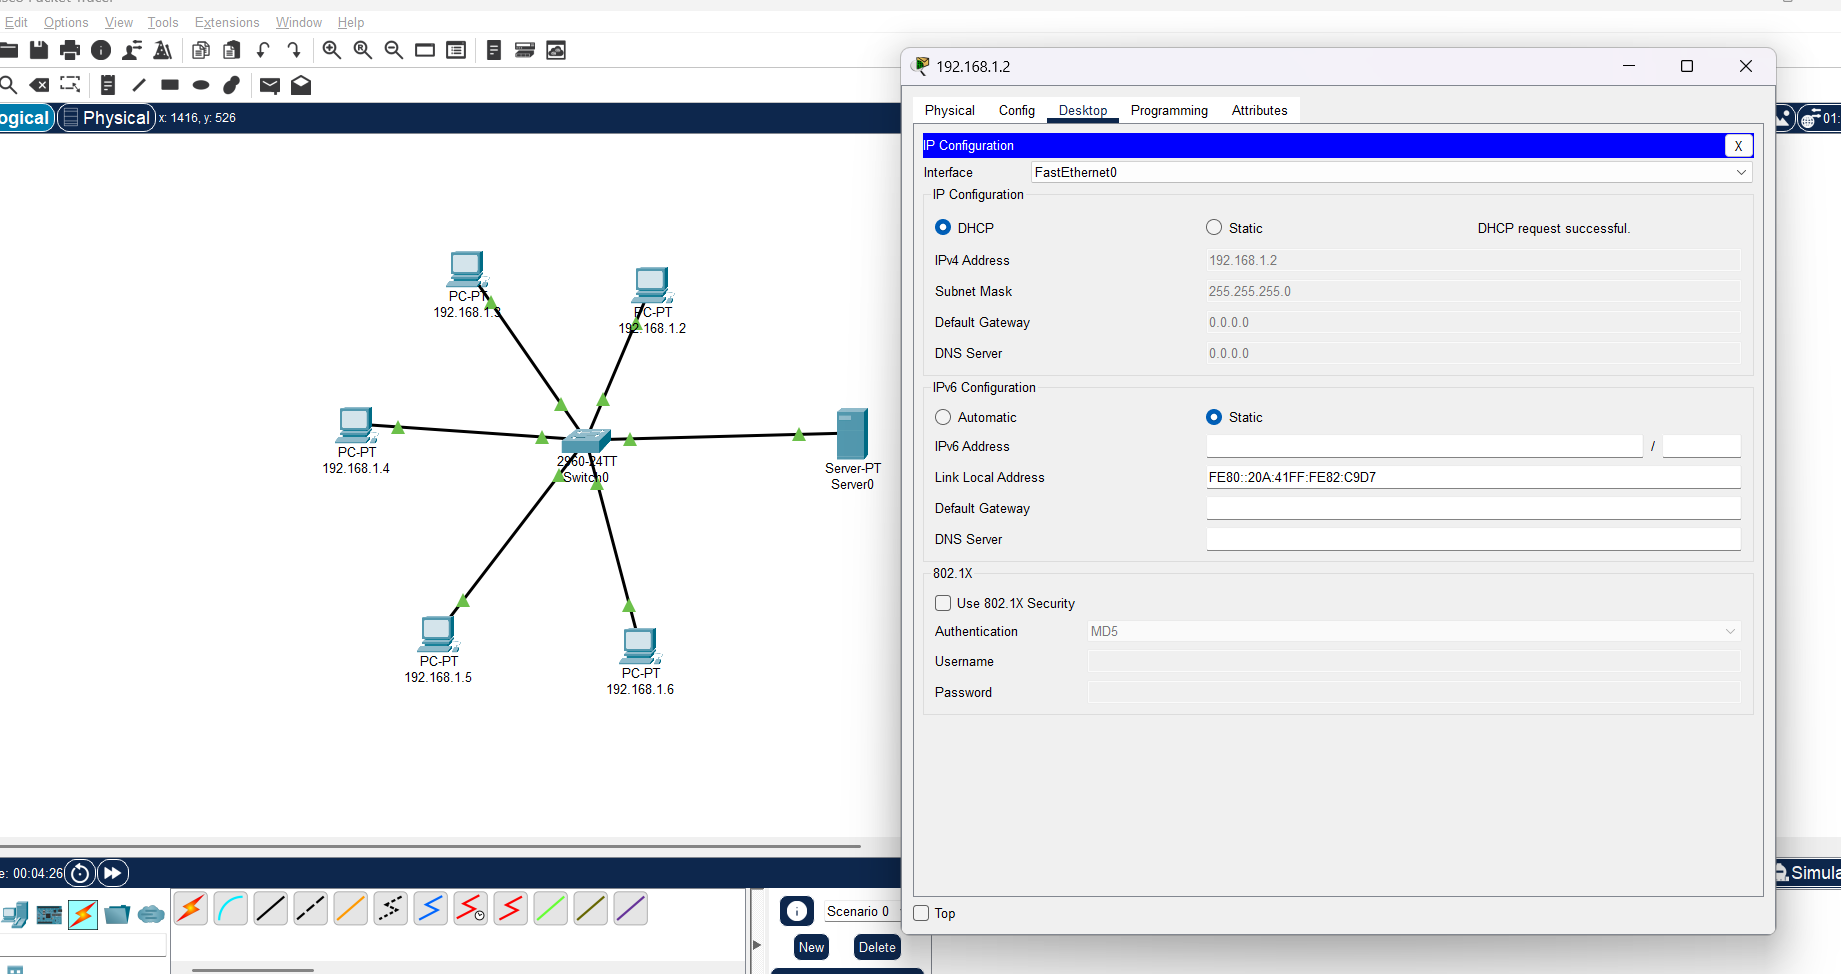 Edit Options View Tools Extensions Window Help
ogical Physical x: 1416, y: 526
01:
PC-PT
192.168.1.3
PC-PT
192.168.1.2
PC-PT
192.168.1.4
2960-24TT
Switch0
Server-PT
Server0
PC-PT
192.168.1.5
PC-PT
192.168.1.6
192.168.1.2
Physical Config Desktop Programming Attributes
IP Configuration X
Interface FastEthernet0
IP Configuration
DHCP Static DHCP request successful.
IPv4 Address 192.168.1.2
Subnet Mask 255.255.255.0
Default Gateway 0.0.0.0
DNS Server 0.0.0.0
IPv6 Configuration
Automatic Static
IPv6 Address /
Link Local Address FE80::20A:41FF:FE82:C9D7
Default Gateway
DNS Server
802.1X
Use 802.1X Security
Authentication MD5
Username
Password
Top
e: 00:04:26
Simula
Scenario 0
New Delete